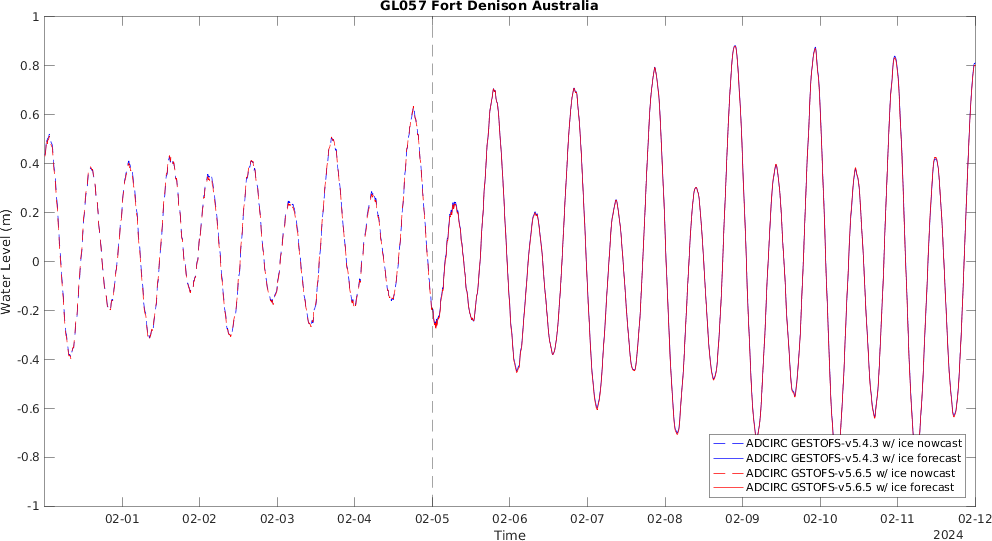 GL057 Fort Denison Australia
1
0.8
0.6
0.4
0.2
0
-0.2
-0.4
-0.6
-0.8
-1
Water Level (m)
ADCIRC GESTOFS-v5.4.3 w/ ice nowcast
ADCIRC GESTOFS-v5.4.3 w/ ice forecast
ADCIRC GSTOFS-v5.6.5 w/ ice nowcast
ADCIRC GSTOFS-v5.6.5 w/ ice forecast
02-01 02-02 02-03 02-04 02-05 02-06 02-07 02-08 02-09 02-10 02-11 02-12
Time
2024